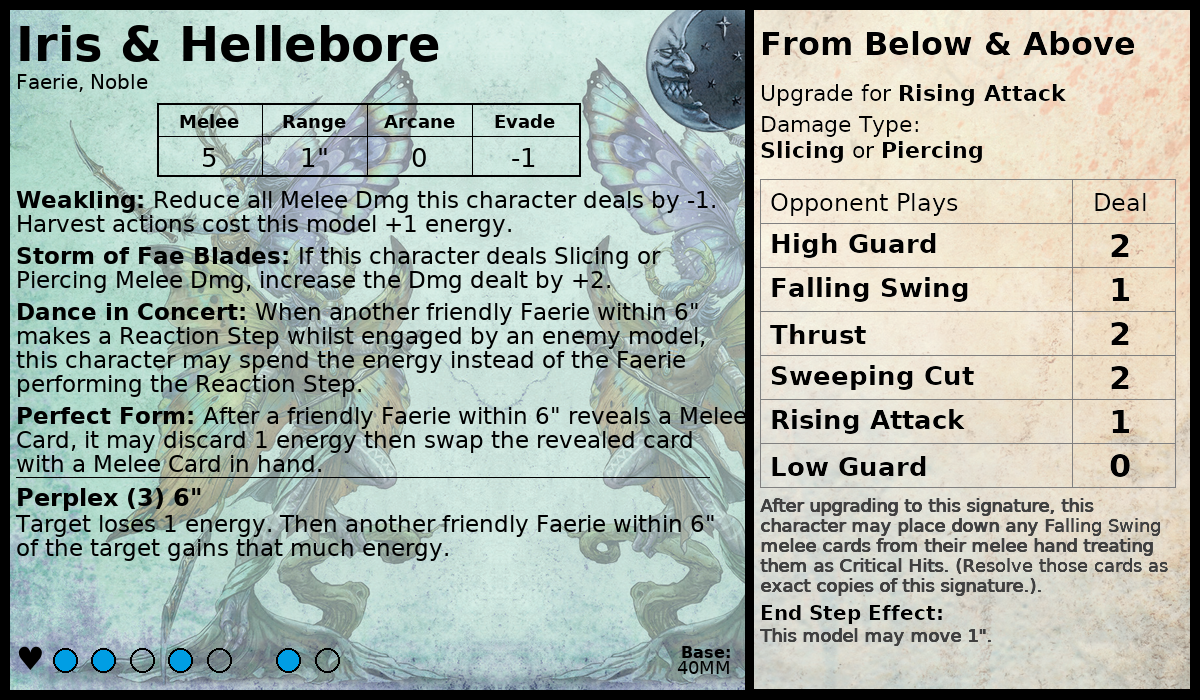 Iris & Hellebore
Faerie, Noble
Melee Range Arcane Evade
5 1" 0 -1
Weakling: Reduce all Melee Dmg this character deals by -1.
Harvest actions cost this model +1 energy.
Storm of Fae Blades: If this character deals Slicing or
Piercing Melee Dmg, increase the Dmg dealt by +2.
Dance in Concert: When another friendly Faerie within 6"
makes a Reaction Step whilst engaged by an enemy model,
this character may spend the energy instead of the Faerie
performing the Reaction Step.
Perfect Form: After a friendly Faerie within 6" reveals a Melee
Card, it may discard 1 energy then swap the revealed card
with a Melee Card in hand.
Perplex (3) 6"
Target loses 1 energy. Then another friendly Faerie within 6"
of the target gains that much energy.
Base:
40MM
From Below & Above
Upgrade for Rising Attack
Damage Type:
Slicing or Piercing
Opponent Plays Deal
High Guard 2
Falling Swing 1
Thrust 2
Sweeping Cut 2
Rising Attack 1
Low Guard 0
After upgrading to this signature, this
character may place down any Falling Swing
melee cards from their melee hand treating
them as Critical Hits. (Resolve those cards as
exact copies of this signature.).
End Step Effect:
This model may move 1".